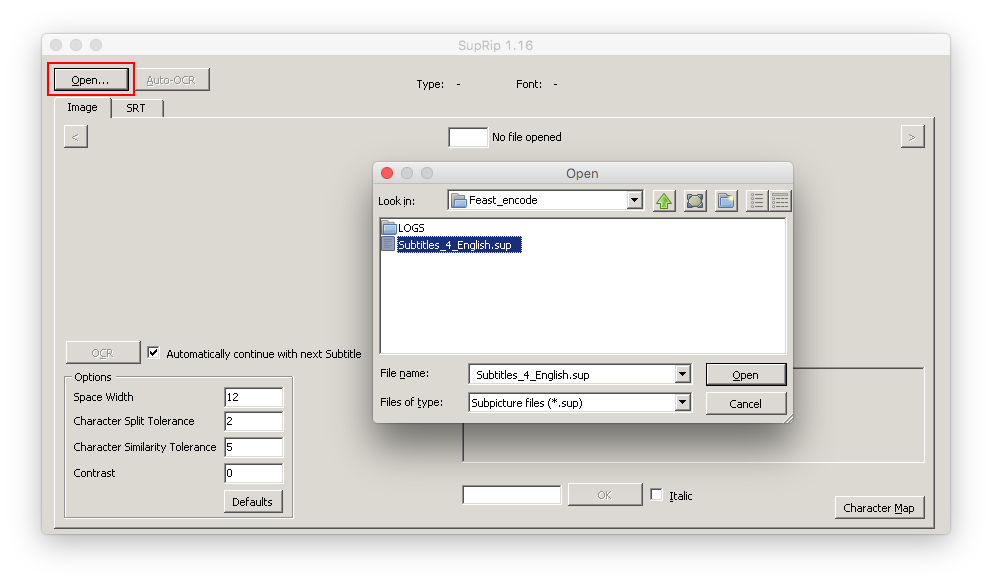 SupRip 1.16
Open...
Auto-OCR
Type: -
Font: -
Image
SRT
<
No file opened
>
Open
Look in:
Feast_encode
LOGS
Subtitles_4_English.sup
File name:
Subtitles_4_English.sup
Open
Files of type:
Subpicture files (*.sup)
Cancel
OCR
Automatically continue with next Subtitle
Options
Space Width
12
Character Split Tolerance
2
Character Similarity Tolerance
5
Contrast
0
Defaults
OK
Italic
Character Map